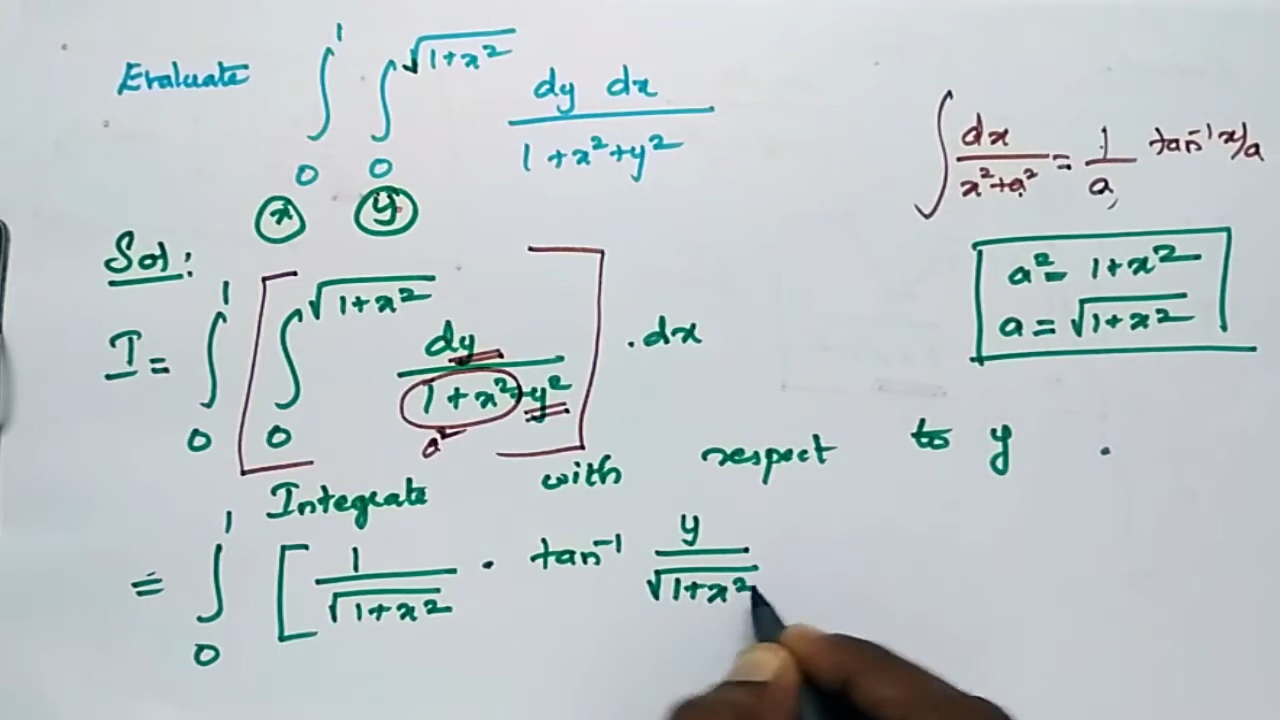 Evaluate ∫₀¹ ∫₀^√(1+x²) dy dx / (1+x²+y²)
x y
∫ dx/(x²+a²) = 1/a tan⁻¹ x/a
a² = 1+x²
a = √(1+x²)
Sol:
I = ∫₀¹ [ ∫₀^√(1+x²) dy / (1+x²+y²) ] . dx
a²
Integrate with respect to y .
= ∫₀¹ [ 1/√(1+x²) · tan⁻¹ y/√(1+x²)